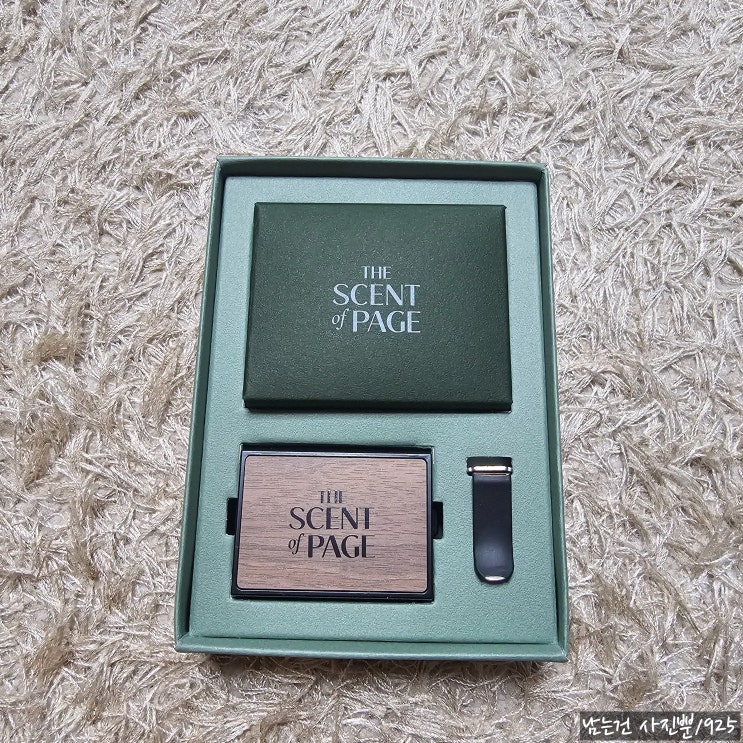 THE
SCENT
of PAGE
THE
SCENT
of PAGE
남는건 사진뿐/925